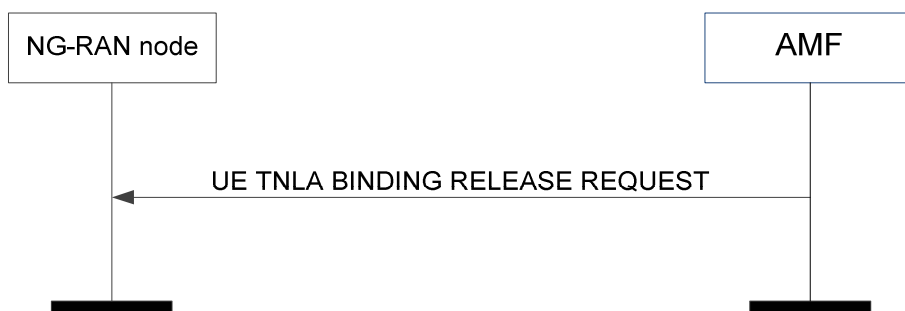 NG-RAN node
AMF
UE TNLA BINDING RELEASE REQUEST